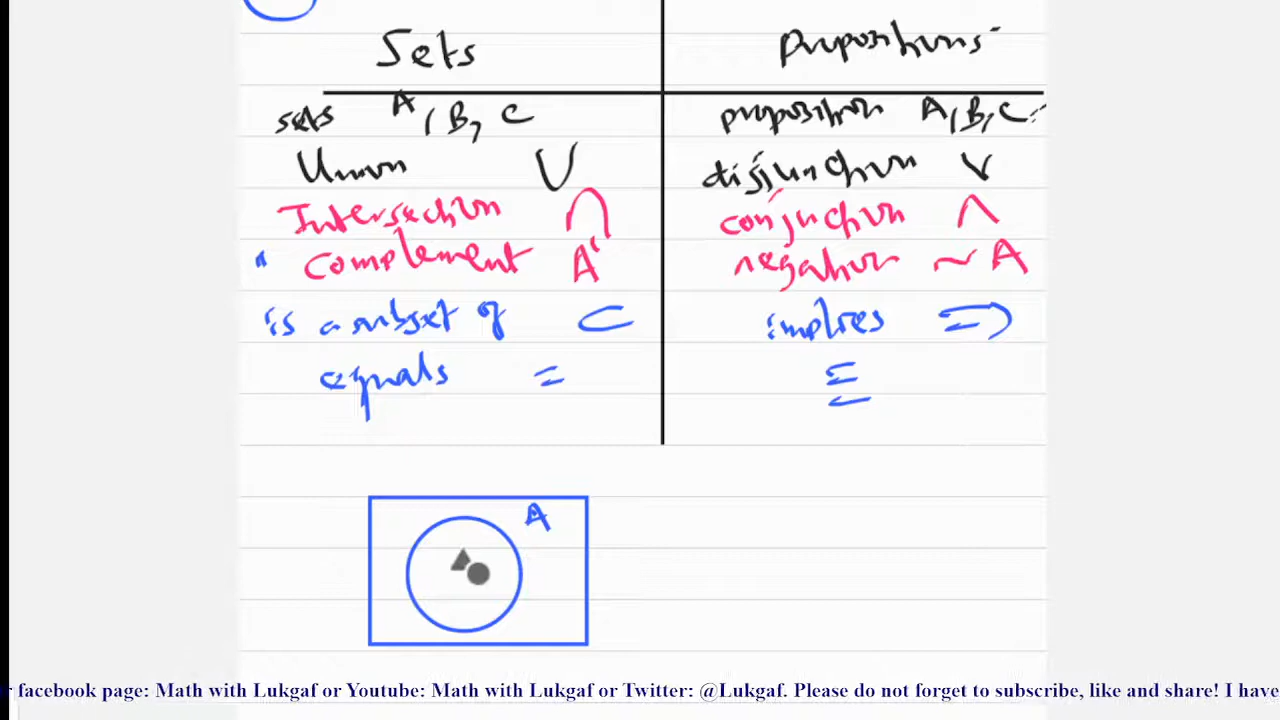 Sets Propositions
sets A, B, C proposition A, B, C
Union ∪ disjunction ∨
Intersection ∩ conjunction ∧
complement A' negation ~A
is a subset of ⊂ implies ⇒
equals = ≡
A
r facebook page: Math with Lukgaf or Youtube: Math with Lukgaf or Twitter: @Lukgaf. Please do not forget to subscribe, like and share! I have